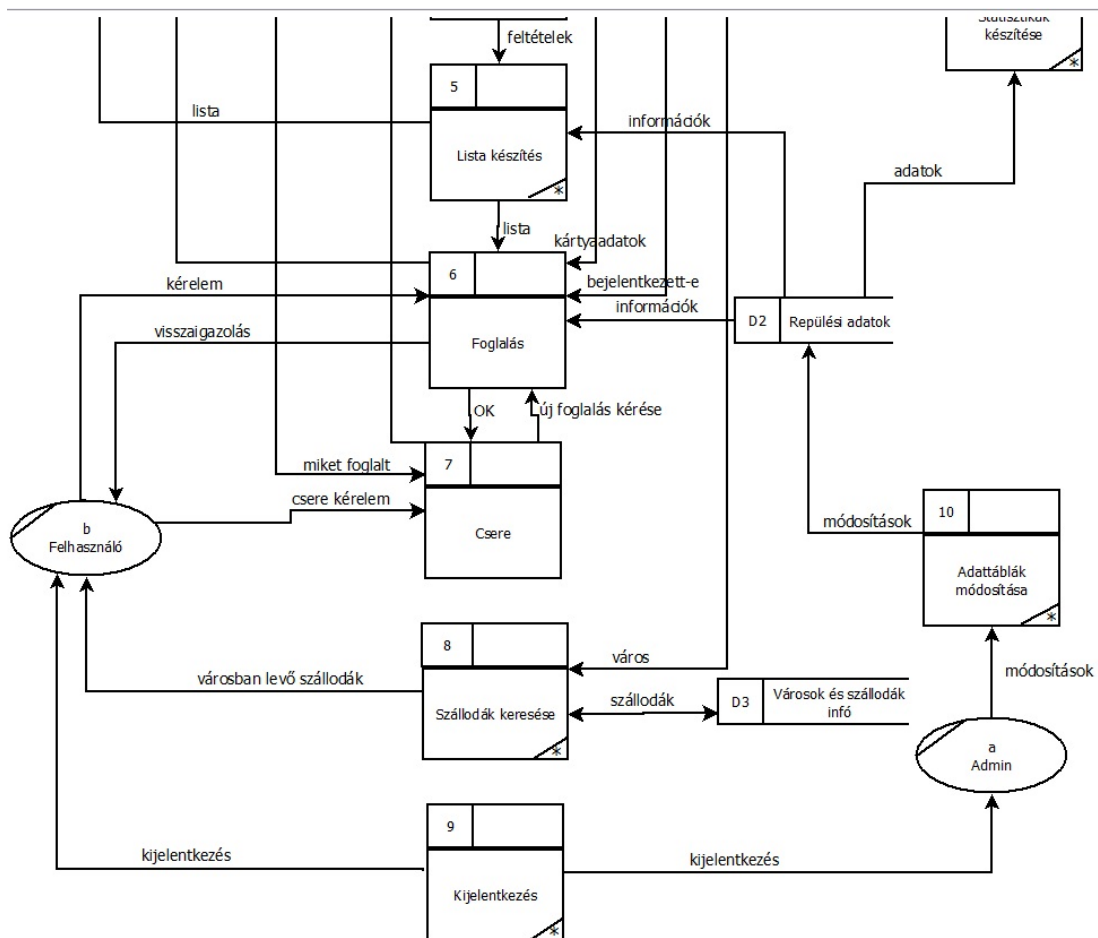 feltételek
Statisztikák
készítése
*
5
lista
információk
Lista készítés
*
adatok
lista
kártyaadatok
6
kérelem
bejelentkezett-e
információk
D2
Repülési adatok
visszaigazolás
Foglalás
OK
új foglalás kérése
miket foglalt
7
csere kérelem
10
b
Felhasználó
Csere
módosítások
Adattáblák
módosítása
*
8
város
városban levő szállodák
módosítások
Szállodák keresése
szállodák
D3
Városok és szállodák
infó
*
a
Admin
9
kijelentkezés
kijelentkezés
Kijelentkezés
*